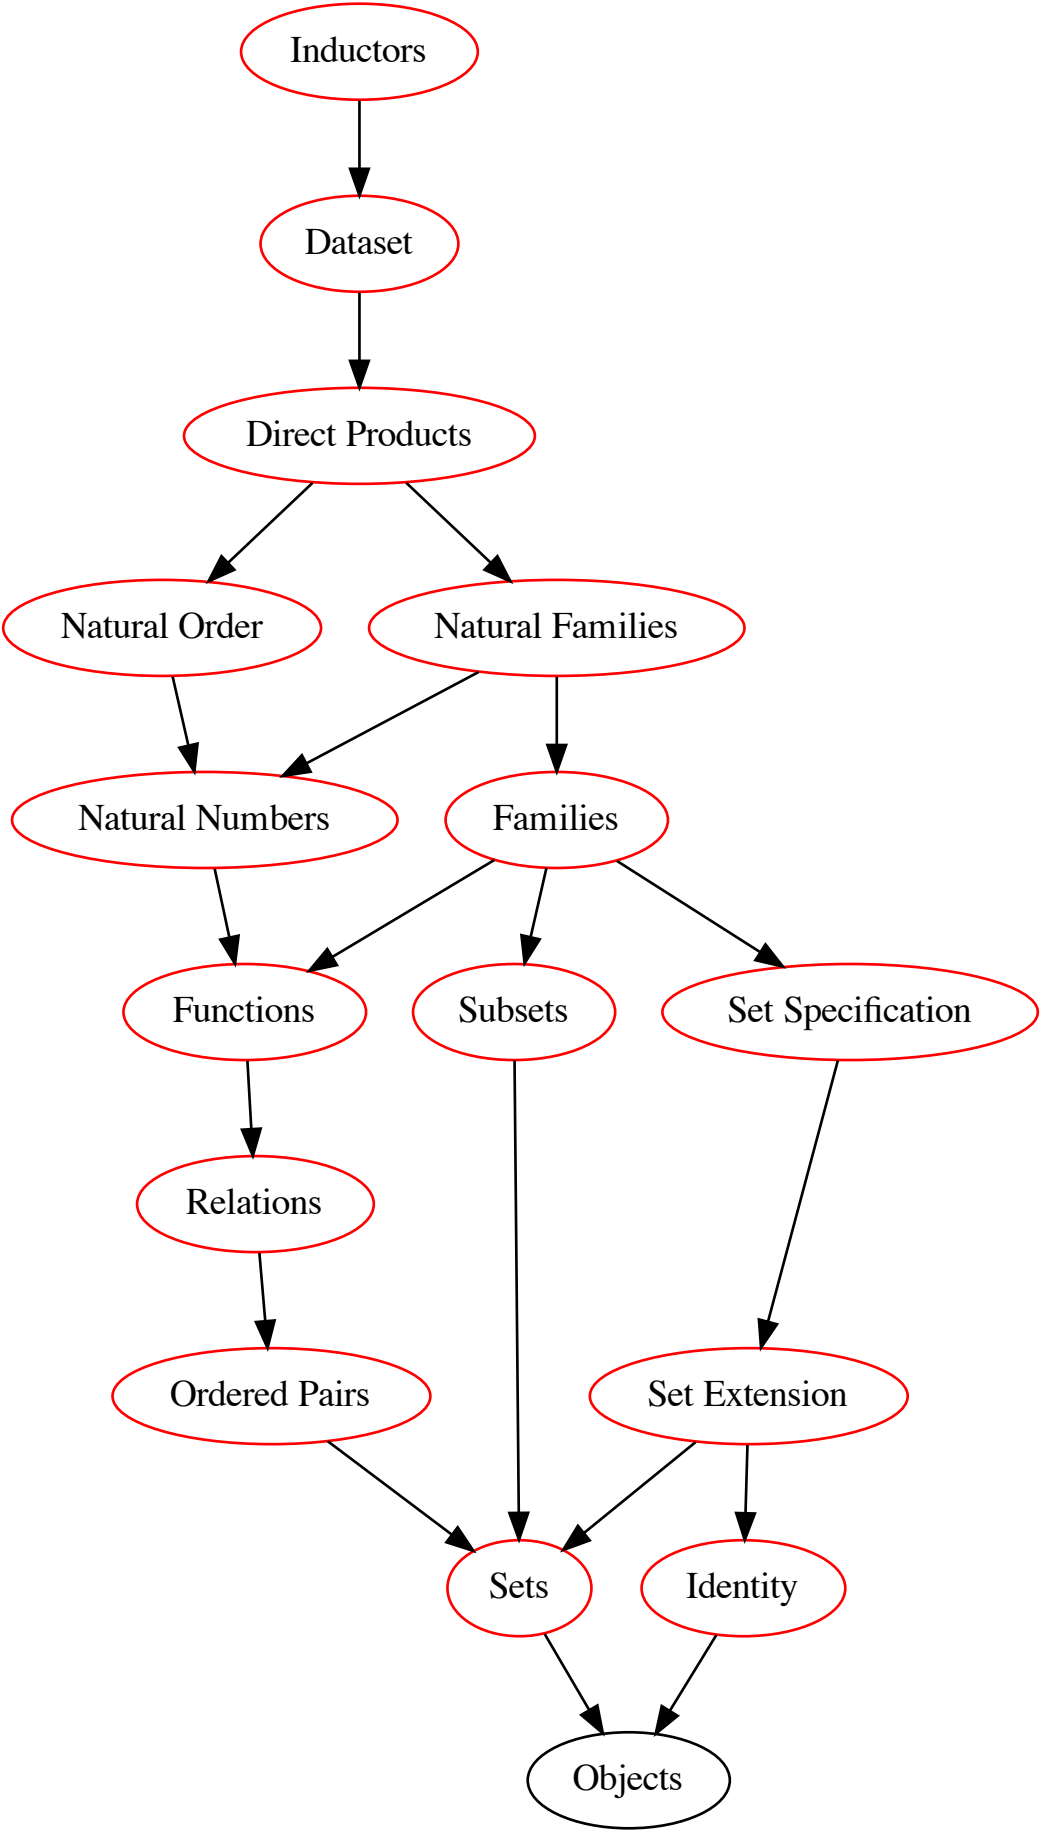 Inductors
Dataset
Direct Products
Natural Order
Natural Families
Natural Numbers
Families
Functions
Subsets
Set Specification
Relations
Ordered Pairs
Set Extension
Sets
Identity
Objects